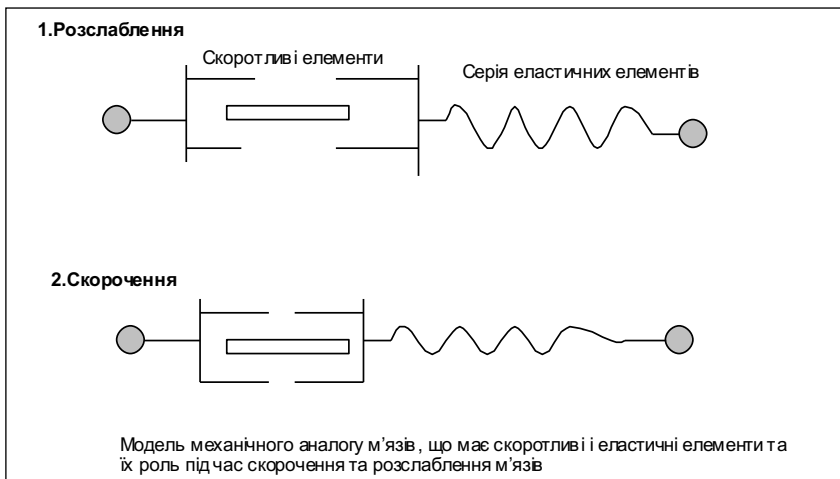 1.Розслаблення
Скоротливі елементи
Серія еластичних елементів
2.Скорочення
Модель механічного аналогу м'язів, що має скоротливі і еластичні елементи та
їх роль під час скорочення та розслаблення м'язів